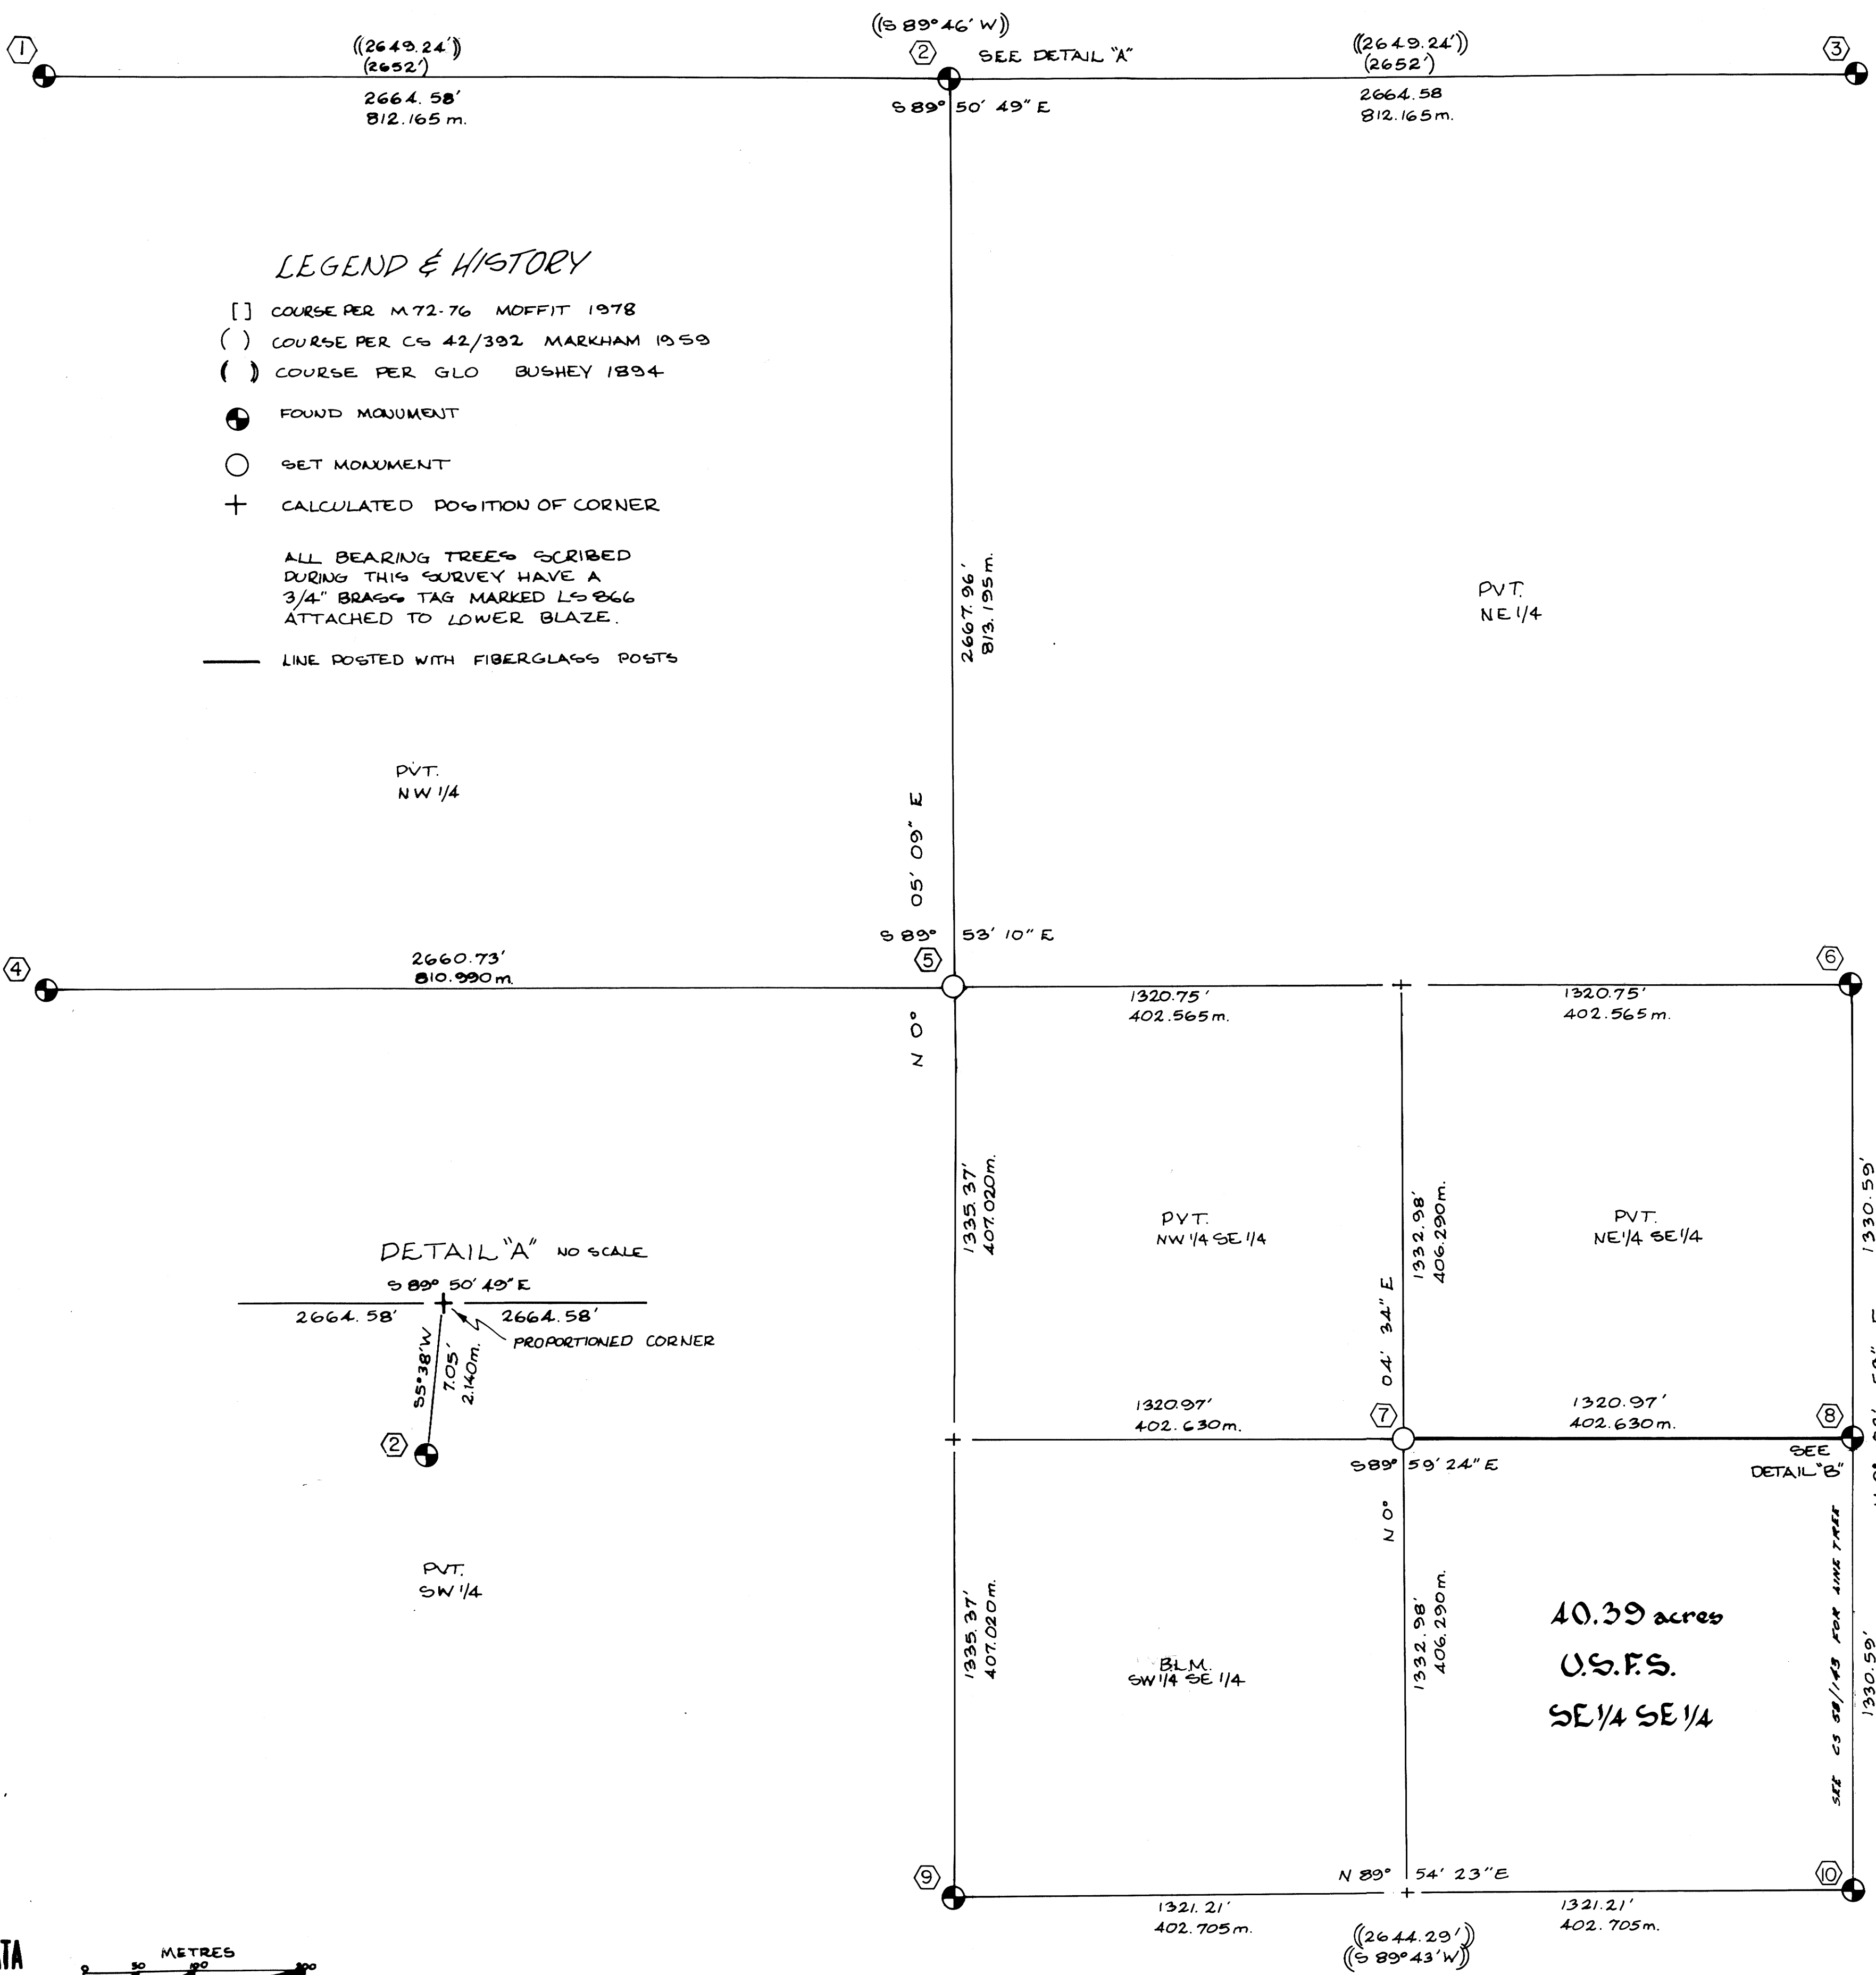 ((S 89° 46' W))
1
((2649.24'))
(2652')
2664.58'
812.165 m.
2
SEE DETAIL "A"
S 89° 50' 49" E
((2649.24'))
(2652')
2664.58
812.165 m.
3
LEGEND & HISTORY
[ ] COURSE PER M 72-76 MOFFIT 1978
( ) COURSE PER CS 42/392 MARKHAM 1959
( ) COURSE PER GLO BUSHEY 1894
FOUND MONUMENT
SET MONUMENT
CALCULATED POSITION OF CORNER
ALL BEARING TREES SCRIBED
DURING THIS SURVEY HAVE A
3/4" BRASS TAG MARKED LS 866
ATTACHED TO LOWER BLAZE.
LINE POSTED WITH FIBERGLASS POSTS
2667.96'
813.195 m.
PVT.
NE 1/4
PVT.
NW 1/4
N 0° 05' 09" E
S 89° 53' 10" E
4
2660.73'
810.990 m.
5
1320.75'
402.565 m.
1320.75'
402.565 m.
6
1335.37'
407.020 m.
PVT.
NW 1/4 SE 1/4
1332.98'
406.290 m.
PVT.
NE 1/4 SE 1/4
1330.59'
DETAIL "A" NO SCALE
S 89° 50' 49" E
2664.58'
2664.58'
PROPORTIONED CORNER
S5°38'W
7.05'
2.140 m.
2
N 0° 04' 34" E
1320.97'
402.630 m.
7
1320.97'
402.630 m.
8
S 89° 59' 24" E
SEE
DETAIL "B"
PVT.
SW 1/4
1335.37'
407.020 m.
B.L.M.
SW 1/4 SE 1/4
1332.98'
406.290 m.
40.39 acres
U.S.F.S.
SE 1/4 SE 1/4
SEE CS 58/143 FOR LINE TREE
1330.59'
9
N 89° 54' 23" E
10
1321.21'
402.705 m.
1321.21'
402.705 m.
((2644.29'))
((S 89° 43' W))
METRES
0 50 100 200